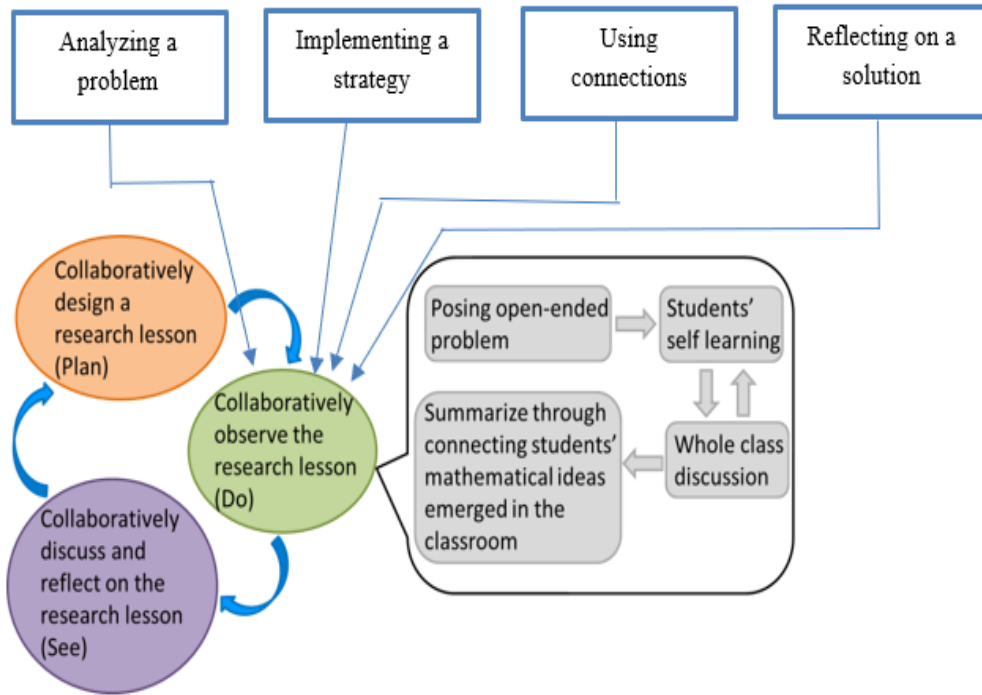 Analyzing a
problem
Implementing a
strategy
Using
connections
Reflecting on a
solution
Collaboratively
design a
research lesson
(Plan)
Collaboratively
observe the
research lesson
(Do)
Collaboratively
discuss and
reflect on the
research lesson
(See)
Posing open-ended
problem
Students’
self learning
Whole class
discussion
Summarize through
connecting students’
mathematical ideas
emerged in the
classroom